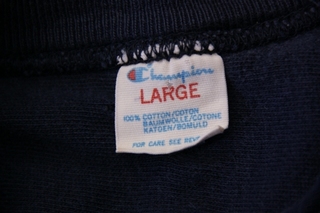 Champion
LARGE
100% COTTON/COTON
BAUMWOLLE/COTONE
KATOEN/BOMULD
FOR CARE SEE REV